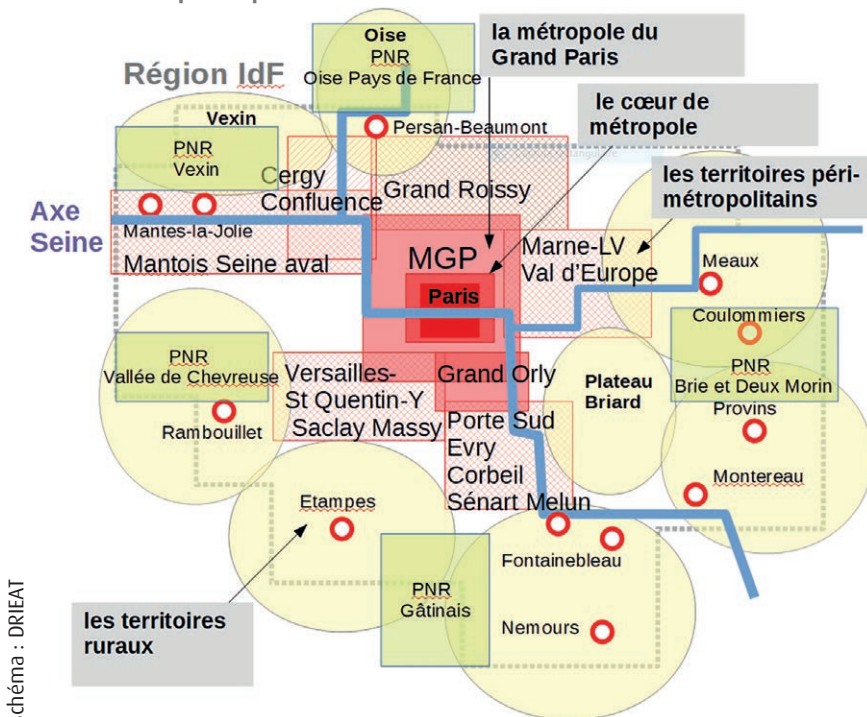 Oise
PNR
Oise Pays de France
la métropole du
Grand Paris
Région IdF
le cœur de
métropole
Vexin
PNR
Vexin
Persan-Beaumont
les territoires péri-
métropolitains
Cergy
Confluence
Grand Roissy
Axe
Seine
Mantes-la-Jolie
Mantois Seine aval
MGP
Paris
Marne-LV
Val d’Europe
Meaux
Coulommiers
PNR
Brie et Deux Morin
Provins
Montereau
PNR
Vallée de Chevreuse
Rambouillet
Versailles-
St Quentin-Y
Saclay Massy
Grand Orly
Plateau
Briard
Porte Sud
Evry
Corbeil
Sénart Melun
Etampes
Fontainebleau
PNR
Gâtinais
Nemours
les territoires
ruraux
chéma : DRIEAT